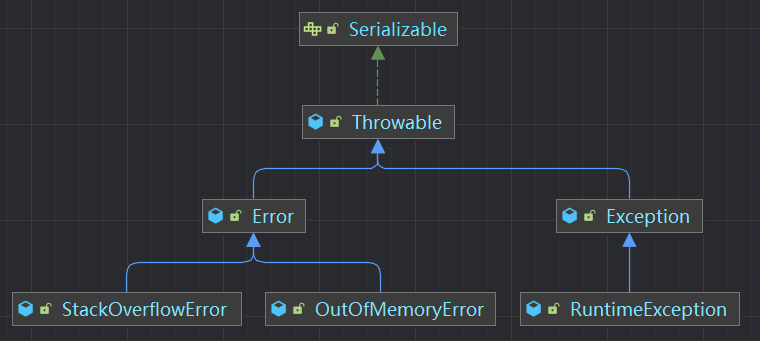 Serializable
Throwable
Error
Exception
StackOverflowError
OutOfMemoryError
RuntimeException